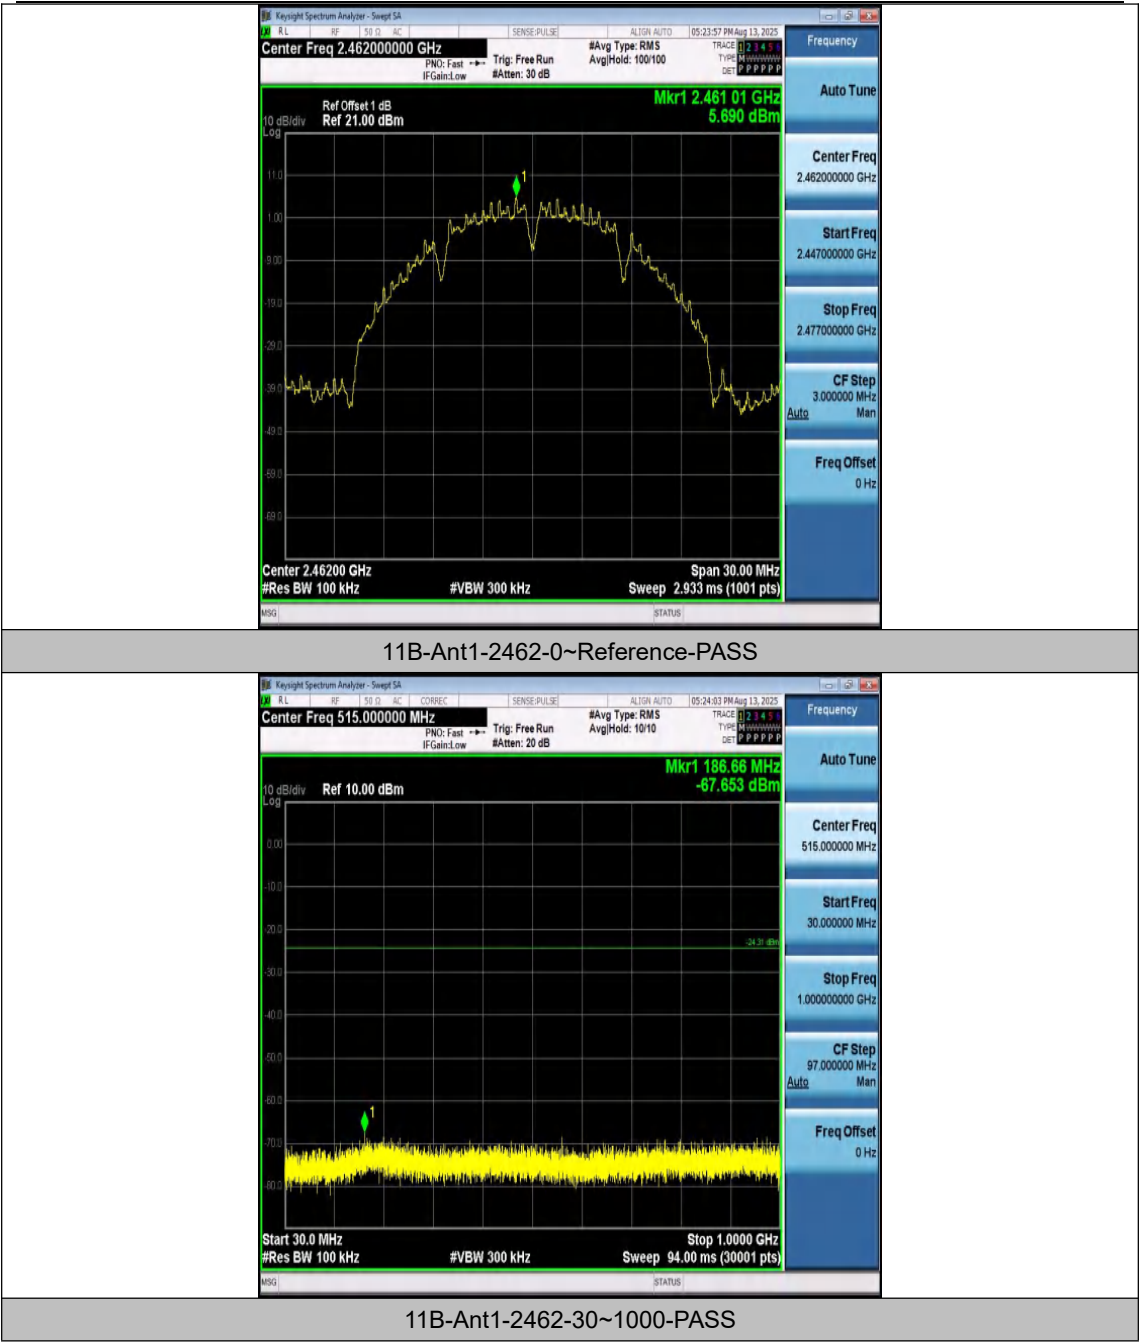 Keysight Spectrum Analyzer - Swept SA
RL RF 50 Ω AC SENSE:PULSE ALIGN AUTO 05:23:57 PM Aug 13, 2025
Center Freq 2.462000000 GHz
PNO: Fast
IFGain:Low
Trig: Free Run
#Atten: 30 dB
#Avg Type: RMS
Avg|Hold: 100/100
TRACE 1 2 3 4 5 6
TYPE M W W W W W
DET P P P P P P
Frequency
Mkr1 2.461 01 GHz
5.690 dBm
Ref Offset 1 dB
10 dB/div Ref 21.00 dBm
Log
11.0
1.00
-9.00
-19.0
-29.0
-39.0
-49.0
-59.0
-69.0
1
Center 2.46200 GHz
Span 30.00 MHz
#Res BW 100 kHz
#VBW 300 kHz
Sweep 2.933 ms (1001 pts)
MSG STATUS
Auto Tune
Center Freq
2.462000000 GHz
Start Freq
2.447000000 GHz
Stop Freq
2.477000000 GHz
CF Step
3.000000 MHz
Auto Man
Freq Offset
0 Hz
11B-Ant1-2462-0~Reference-PASS
Keysight Spectrum Analyzer - Swept SA
RL RF 50 Ω AC CORREC SENSE:PULSE ALIGN AUTO 05:24:03 PM Aug 13, 2025
Center Freq 515.000000 MHz
PNO: Fast
IFGain:Low
Trig: Free Run
#Atten: 20 dB
#Avg Type: RMS
Avg|Hold: 10/10
TRACE 1 2 3 4 5 6
TYPE M W W W W W
DET P P P P P P
Frequency
Mkr1 186.66 MHz
-67.653 dBm
10 dB/div Ref 10.00 dBm
Log
0.00
-10.0
-20.0
-30.0
-40.0
-50.0
-60.0
-70.0
-80.0
-24.31 dBm
1
Start 30.0 MHz
Stop 1.0000 GHz
#Res BW 100 kHz
#VBW 300 kHz
Sweep 94.00 ms (30001 pts)
MSG STATUS
Auto Tune
Center Freq
515.000000 MHz
Start Freq
30.000000 MHz
Stop Freq
1.000000000 GHz
CF Step
97.000000 MHz
Auto Man
Freq Offset
0 Hz
11B-Ant1-2462-30~1000-PASS